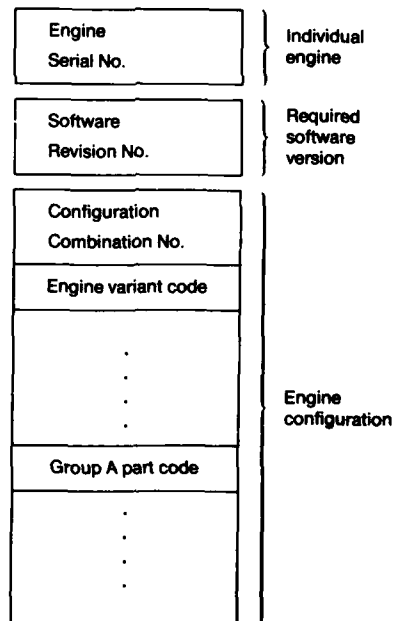 Engine
Serial No.
Individual
engine
Software
Revision No.
Required
software
version
Configuration
Combination No.
Engine variant code
.
.
.
.
Engine
configuration
Group A part code
.
.
.
.